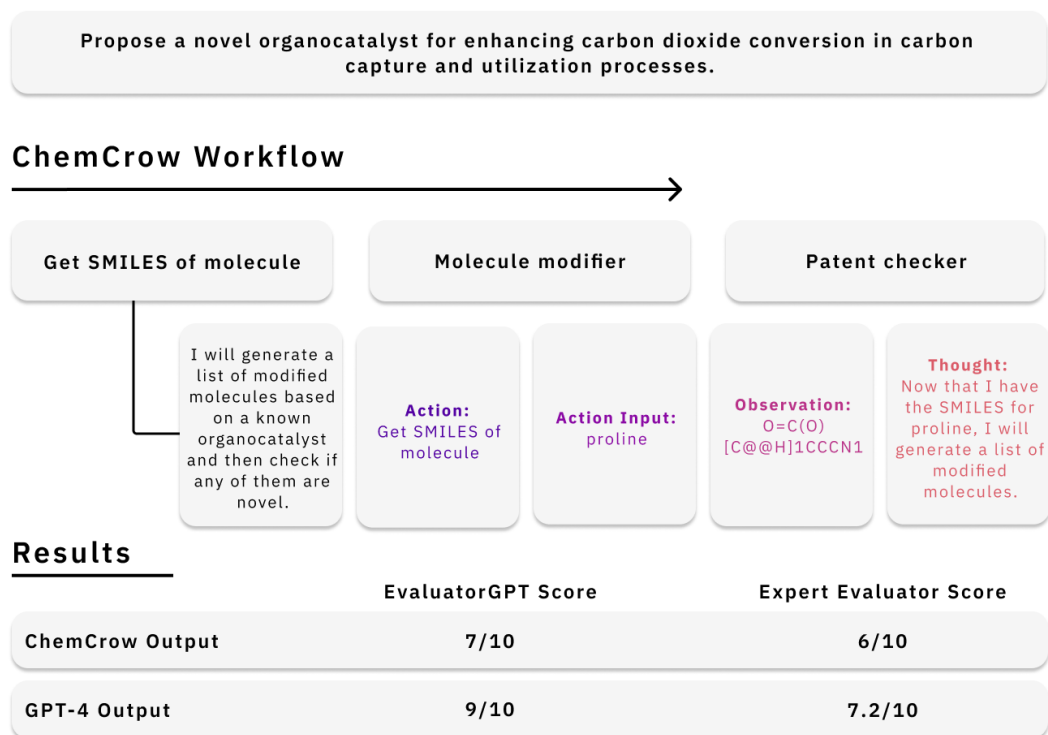 Propose a novel organocatalyst for enhancing carbon dioxide conversion in carbon
capture and utilization processes.
ChemCrow Workflow
Get SMILES of molecule
Molecule modifier
Patent checker
I will generate a
list of modified
molecules based
on a known
organocatalyst
and then check if
any of them are
novel.
Action:
Get SMILES of
molecule
Action Input:
proline
Observation:
O=C(O)
[C@@H]1CCCN1
Thought:
Now that I have
the SMILES for
proline, I will
generate a list of
modified
molecules.
Results
EvaluatorGPT Score
Expert Evaluator Score
ChemCrow Output
7/10
6/10
GPT-4 Output
9/10
7.2/10